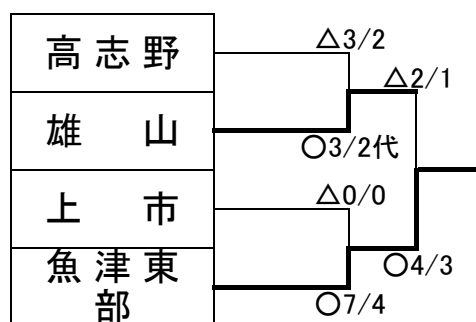 高志野
△3/2
△2/1
雄山
○3/2代
上市
△0/0
魚津東部
○4/3
○7/4